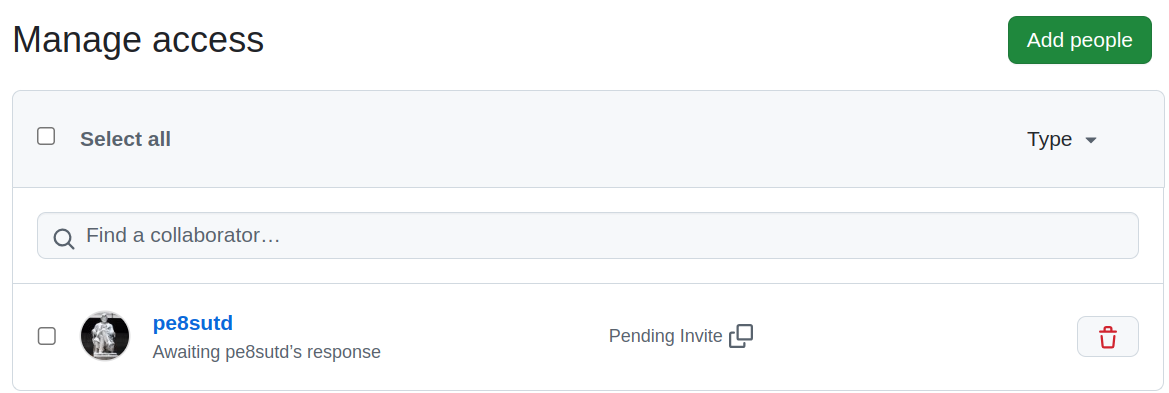 Manage access
Add people
Select all
Type
Find a collaborator…
pe8sutd
Awaiting pe8sutd’s response
Pending Invite